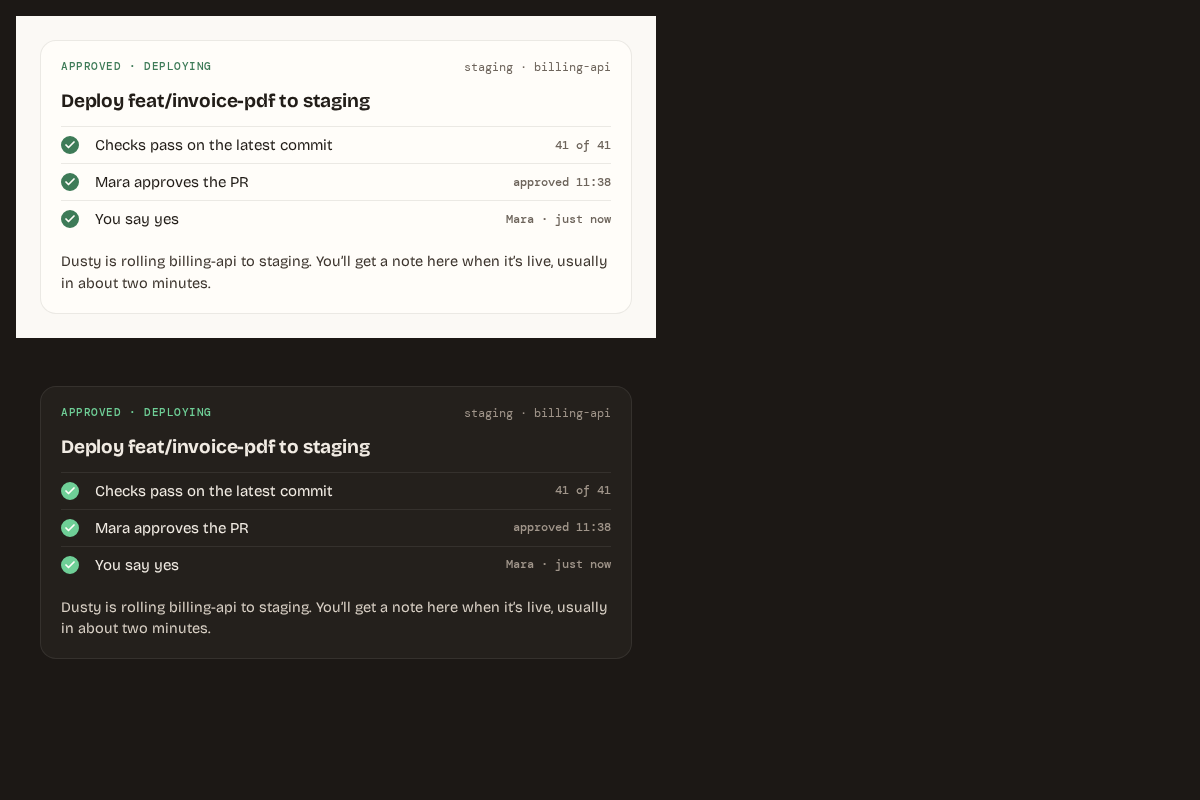 APPROVED · DEPLOYING
staging · billing-api
Deploy feat/invoice-pdf to staging
Checks pass on the latest commit
41 of 41
Mara approves the PR
approved 11:38
You say yes
Mara · just now
Dusty is rolling billing-api to staging. You’ll get a note here when it’s live, usually
in about two minutes.
APPROVED · DEPLOYING
staging · billing-api
Deploy feat/invoice-pdf to staging
Checks pass on the latest commit
41 of 41
Mara approves the PR
approved 11:38
You say yes
Mara · just now
Dusty is rolling billing-api to staging. You’ll get a note here when it’s live, usually
in about two minutes.